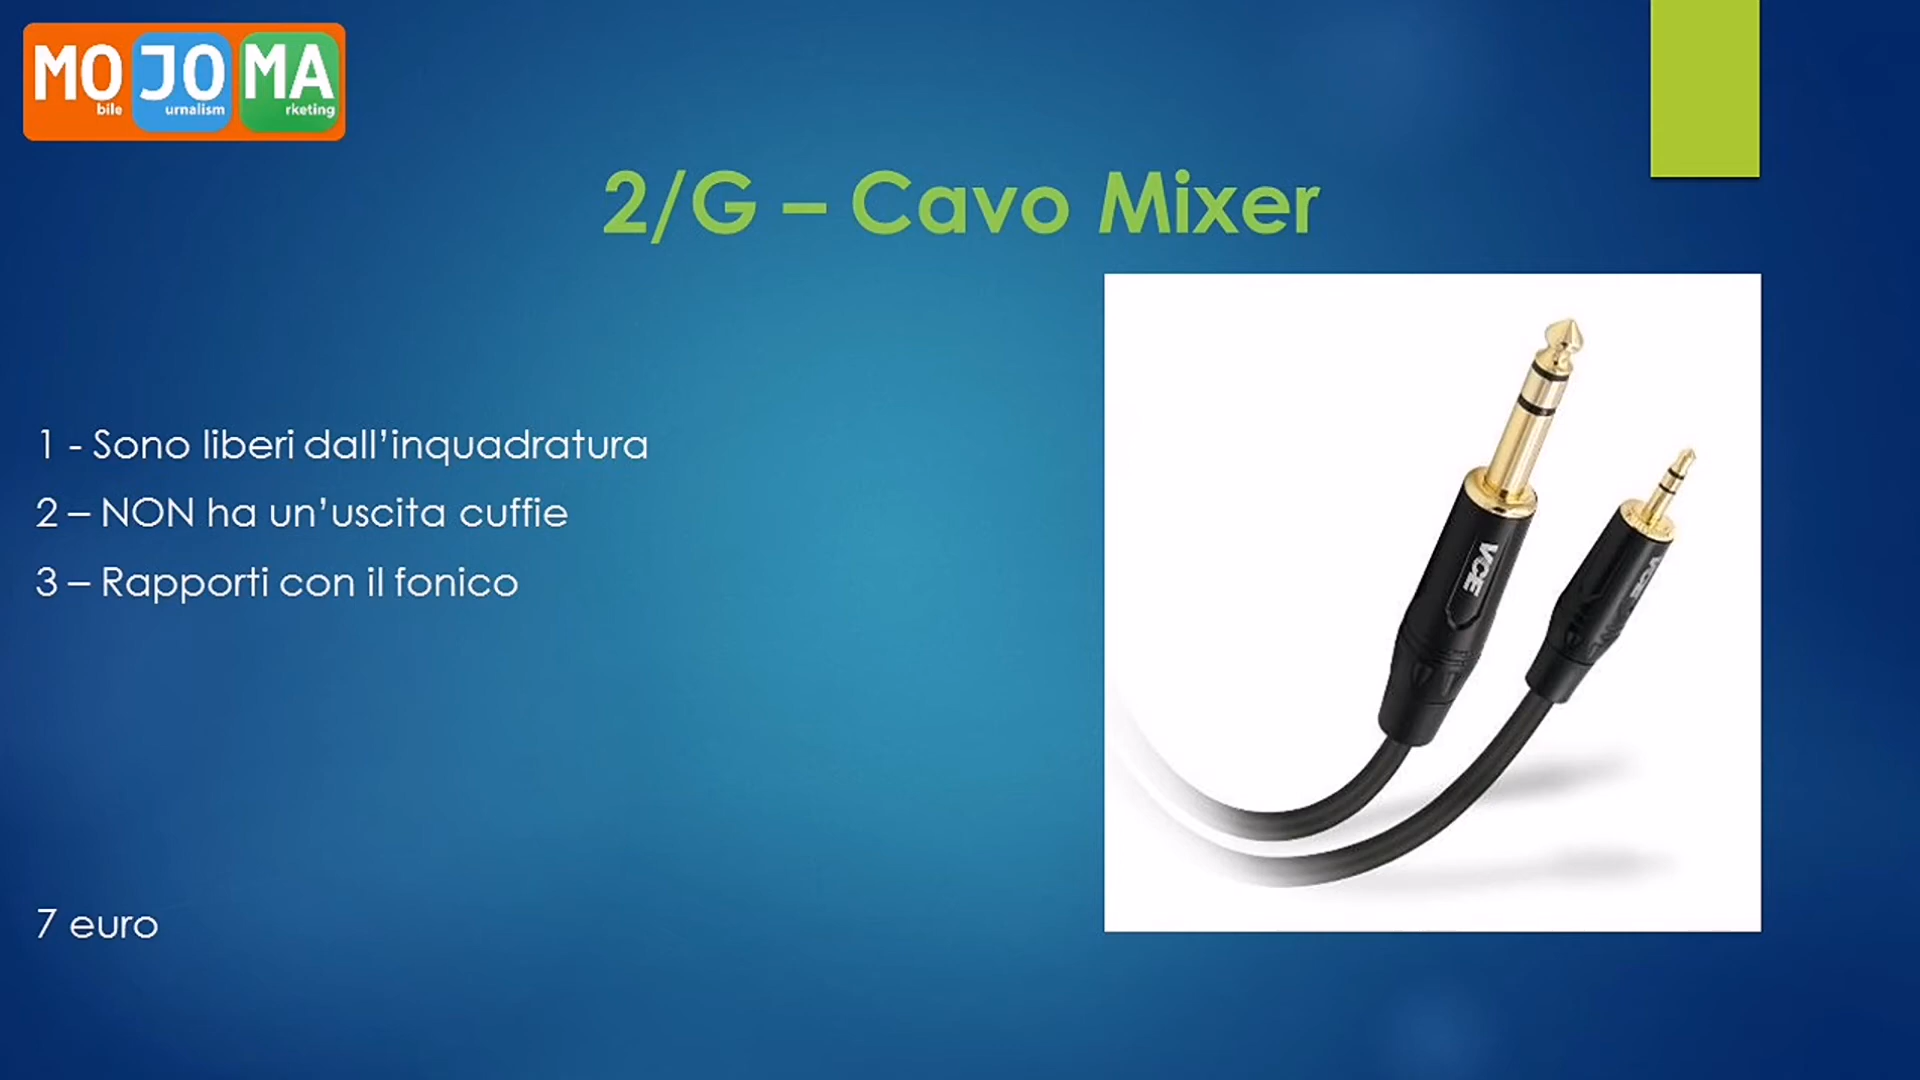 MO JO MA
bile urnalism rketing
2/G – Cavo Mixer
1 - Sono liberi dall’inquadratura
2 – NON ha un’uscita cuffie
3 – Rapporti con il fonico
7 euro
VCE
VCE